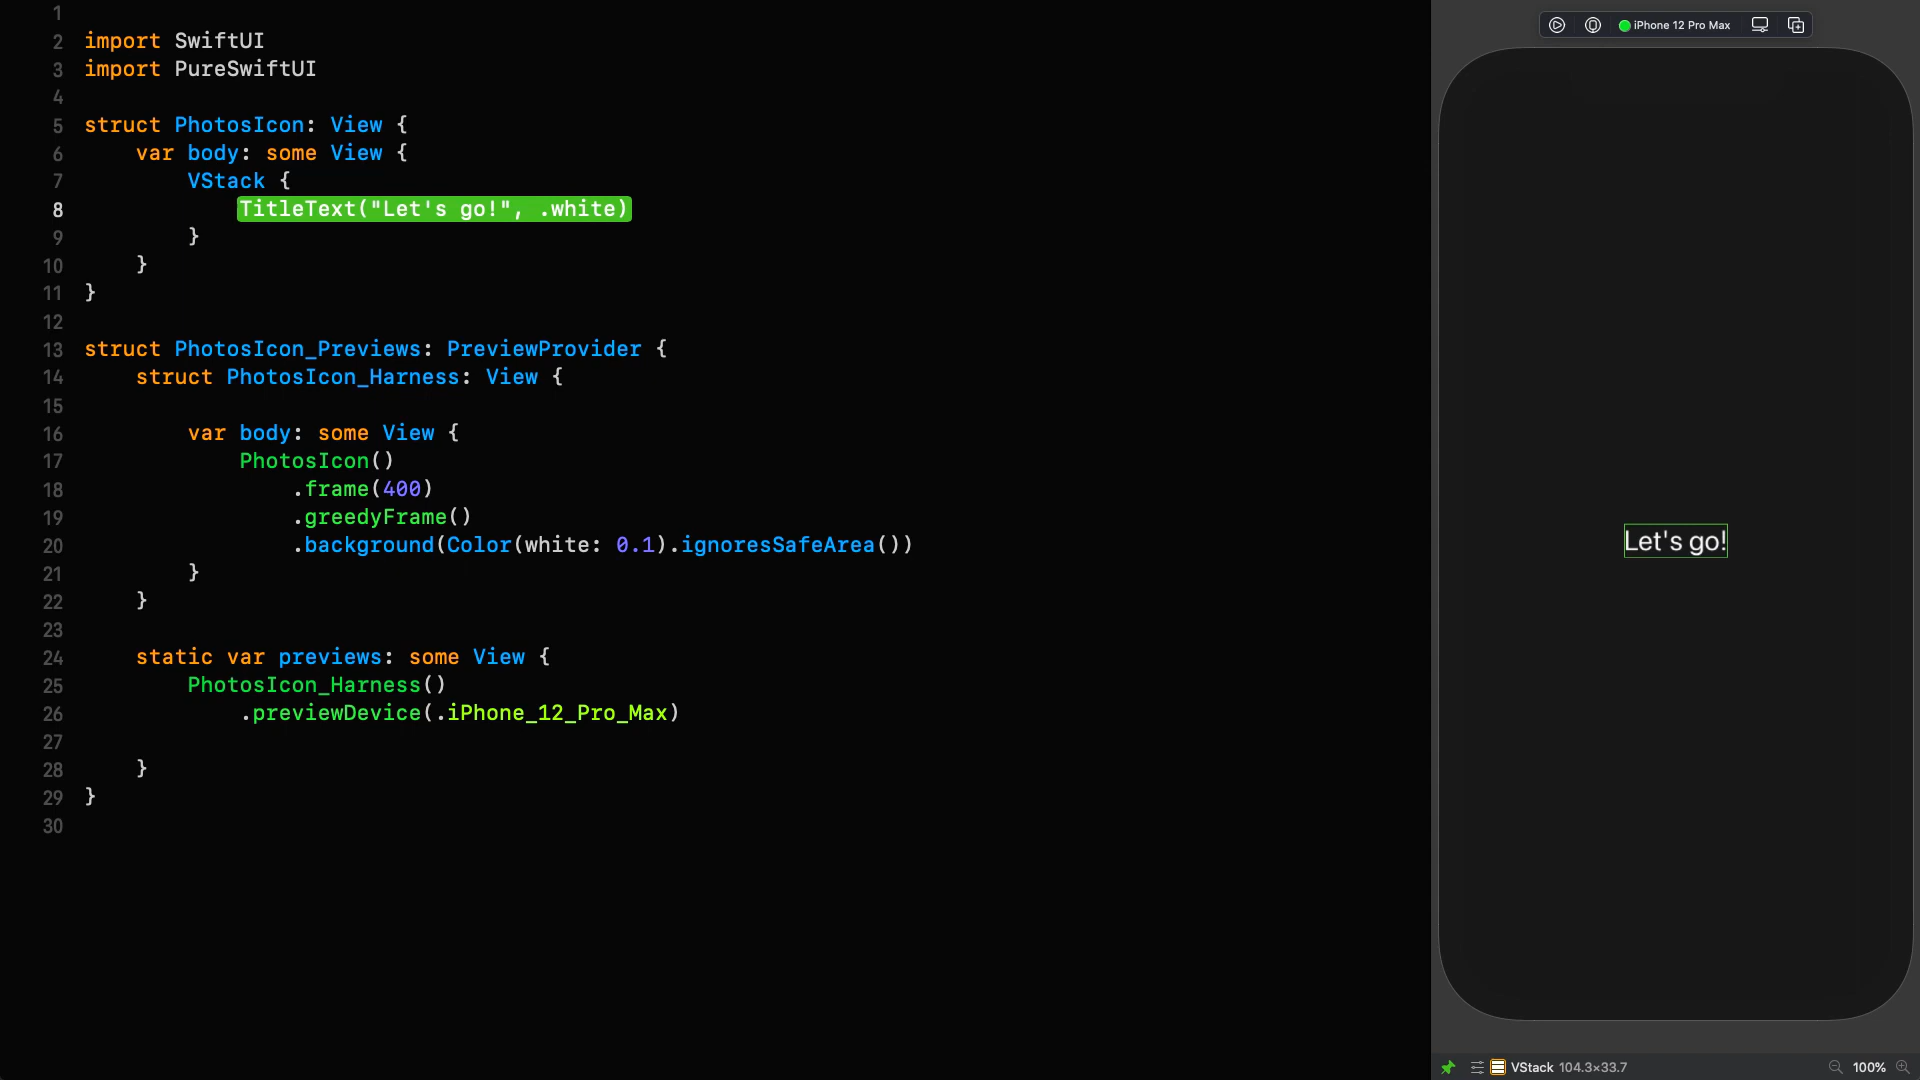 1
2 import SwiftUI
3 import PureSwiftUI
4
5 struct PhotosIcon: View {
6 var body: some View {
7 VStack {
8 TitleText("Let's go!", .white)
9 }
10 }
11 }
12
13 struct PhotosIcon_Previews: PreviewProvider {
14 struct PhotosIcon_Harness: View {
15
16 var body: some View {
17 PhotosIcon()
18 .frame(400)
19 .greedyFrame()
20 .background(Color(white: 0.1).ignoresSafeArea())
21 }
22 }
23
24 static var previews: some View {
25 PhotosIcon_Harness()
26 .previewDevice(.iPhone_12_Pro_Max)
27
28 }
29 }
30
iPhone 12 Pro Max
Let's go!
VStack 104.3×33.7
100%